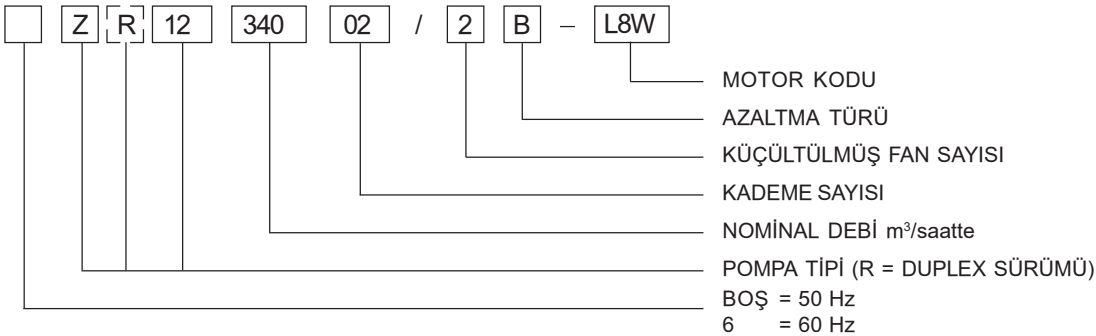 Z R 12 340 02 / 2 B – L8W
MOTOR KODU
AZALTMA TÜRÜ
KÜÇÜLTÜLMÜŞ FAN SAYISI
KADEME SAYISI
NOMİNAL DEBİ m³/saatte
POMPA TİPİ (R = DUPLEX SÜRÜMÜ)
BOŞ = 50 Hz
6 = 60 Hz